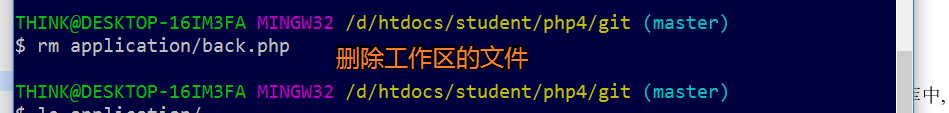 THINK@DESKTOP-16IM3FA MINGW32 /d/htdocs/student/php4/git (master)
$ rm application/back.php
删除工作区的文件
THINK@DESKTOP-16IM3FA MINGW32 /d/htdocs/student/php4/git (master)
中,